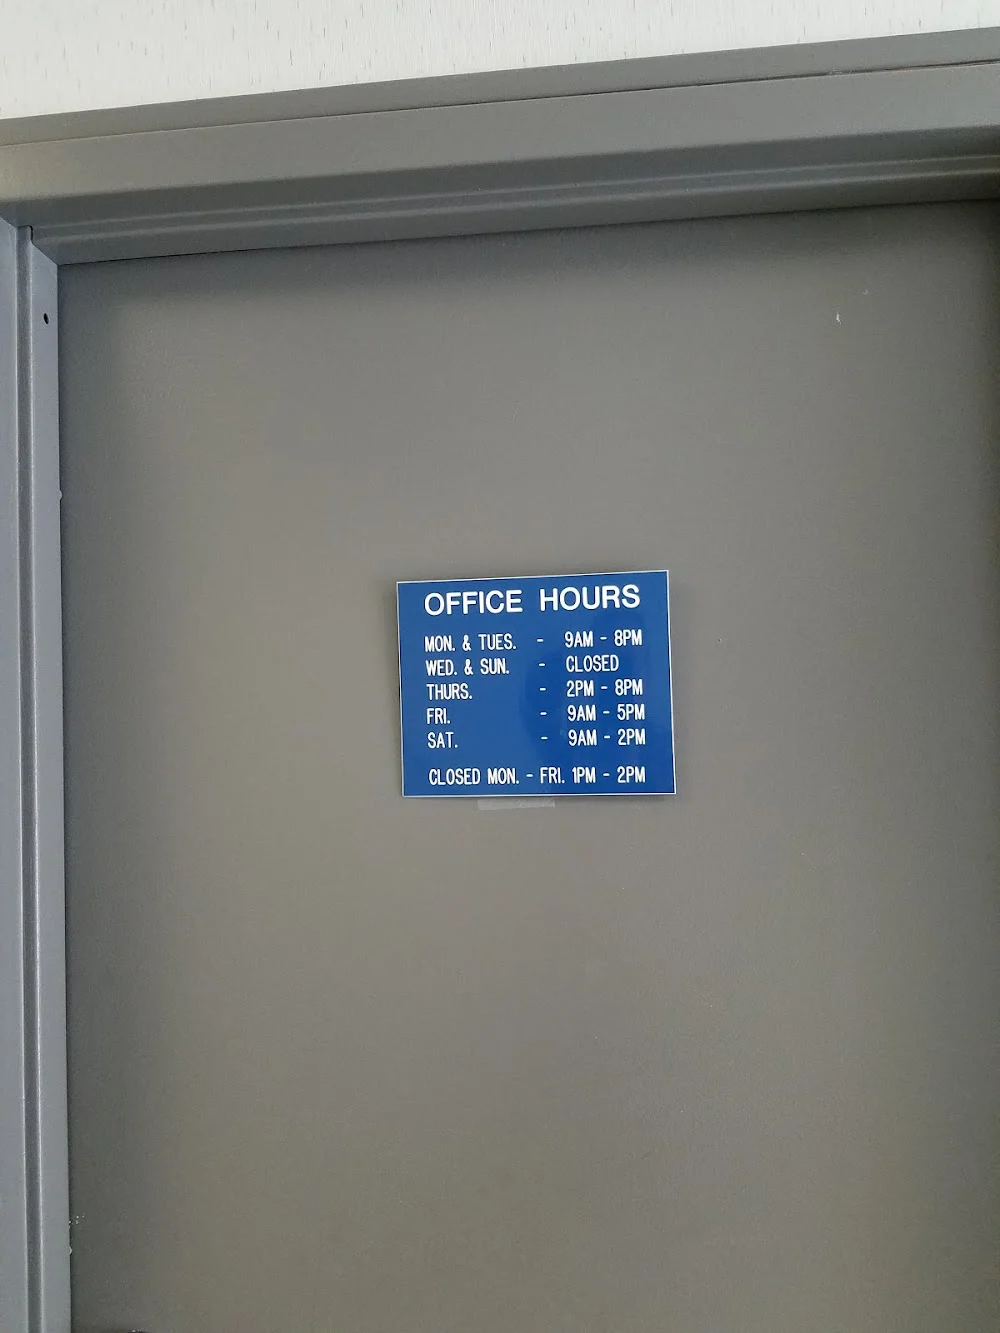 OFFICE HOURS
MON. & TUES. - 9AM - 8PM
WED. & SUN. - CLOSED
THURS. - 2PM - 8PM
FRI. - 9AM - 5PM
SAT. - 9AM - 2PM
CLOSED MON. - FRI. 1PM - 2PM